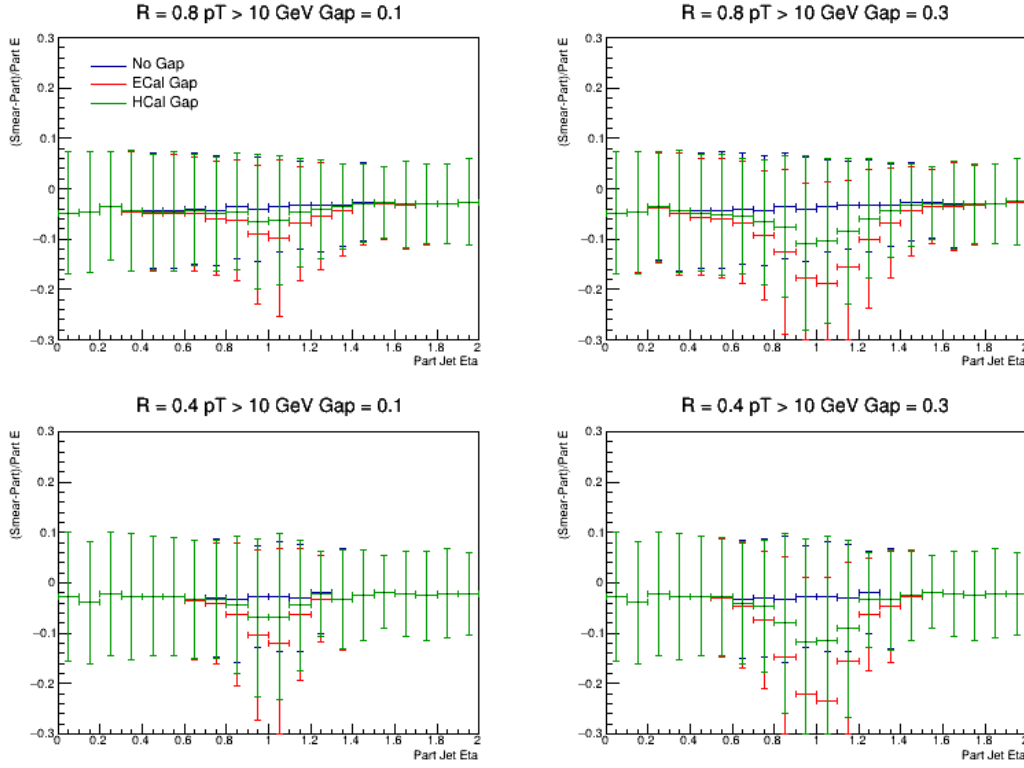 R = 0.8 pT > 10 GeV Gap = 0.1
(Smear-Part)/Part E
0.3
0.2
0.1
0
−0.1
−0.2
−0.3
No Gap
ECal Gap
HCal Gap
0 0.2 0.4 0.6 0.8 1 1.2 1.4 1.6 1.8 2
Part Jet Eta
R = 0.8 pT > 10 GeV Gap = 0.3
(Smear-Part)/Part E
0.3
0.2
0.1
0
−0.1
−0.2
−0.3
0 0.2 0.4 0.6 0.8 1 1.2 1.4 1.6 1.8 2
Part Jet Eta
R = 0.4 pT > 10 GeV Gap = 0.1
(Smear-Part)/Part E
0.3
0.2
0.1
0
−0.1
−0.2
−0.3
0 0.2 0.4 0.6 0.8 1 1.2 1.4 1.6 1.8 2
Part Jet Eta
R = 0.4 pT > 10 GeV Gap = 0.3
(Smear-Part)/Part E
0.3
0.2
0.1
0
−0.1
−0.2
−0.3
0 0.2 0.4 0.6 0.8 1 1.2 1.4 1.6 1.8 2
Part Jet Eta